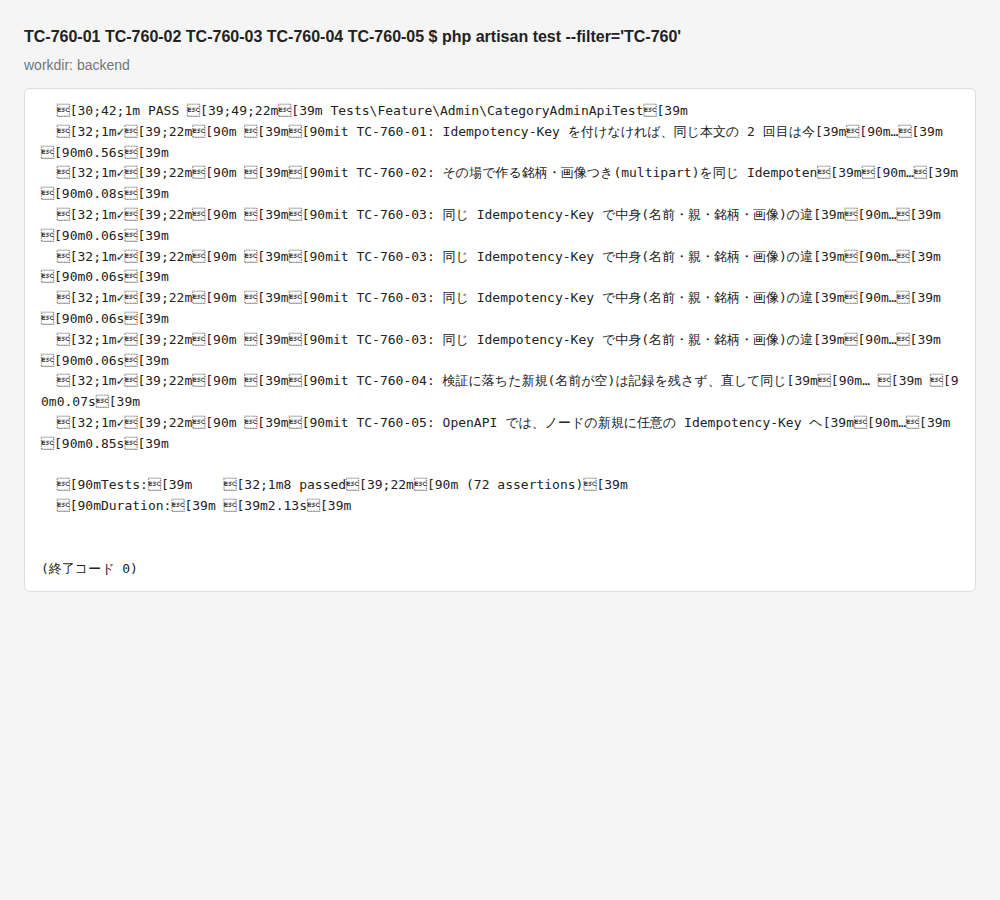 TC-760-01 TC-760-02 TC-760-03 TC-760-04 TC-760-05 $ php artisan test --filter='TC-760'
workdir: backend
␛[30;42;1m PASS ␛[39;49;22m␛[39m Tests\Feature\Admin\CategoryAdminApiTest␛[39m
␛[32;1m✓␛[39;22m␛[90m ␛[39m␛[90mit TC-760-01: Idempotency-Key を付けなければ、同じ本文の 2 回目は今[39m␛[90m…␛[39m
␛[90m0.56s␛[39m
␛[32;1m✓␛[39;22m␛[90m ␛[39m␛[90mit TC-760-02: その場で作る銘柄・画像つき(multipart)を同じ Idempoten␛[39m␛[90m…␛[39m
␛[90m0.08s␛[39m
␛[32;1m✓␛[39;22m␛[90m ␛[39m␛[90mit TC-760-03: 同じ Idempotency-Key で中身(名前・親・銘柄・画像)の違[39m␛[90m…␛[39m
␛[90m0.06s␛[39m
␛[32;1m✓␛[39;22m␛[90m ␛[39m␛[90mit TC-760-03: 同じ Idempotency-Key で中身(名前・親・銘柄・画像)の違[39m␛[90m…␛[39m
␛[90m0.06s␛[39m
␛[32;1m✓␛[39;22m␛[90m ␛[39m␛[90mit TC-760-03: 同じ Idempotency-Key で中身(名前・親・銘柄・画像)の違[39m␛[90m…␛[39m
␛[90m0.06s␛[39m
␛[32;1m✓␛[39;22m␛[90m ␛[39m␛[90mit TC-760-03: 同じ Idempotency-Key で中身(名前・親・銘柄・画像)の違[39m␛[90m…␛[39m
␛[90m0.06s␛[39m
␛[32;1m✓␛[39;22m␛[90m ␛[39m␛[90mit TC-760-04: 検証に落ちた新規(名前が空)は記録を残さず、直して同じ[39m␛[90m… ␛[39m ␛[9
0m0.07s␛[39m
␛[32;1m✓␛[39;22m␛[90m ␛[39m␛[90mit TC-760-05: OpenAPI では、ノードの新規に任意の Idempotency-Key ヘ[39m␛[90m…␛[39m
␛[90m0.85s␛[39m
␛[90mTests:␛[39m    ␛[32;1m8 passed␛[39;22m␛[90m (72 assertions)␛[39m
␛[90mDuration:␛[39m ␛[39m2.13s␛[39m
(終了コード 0)